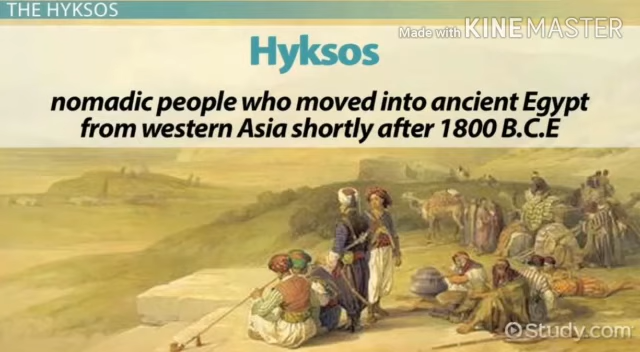 THE HYKSOS
Made with KINEMASTER
Hyksos
nomadic people who moved into ancient Egypt
from western Asia shortly after 1800 B.C.E
Study.com